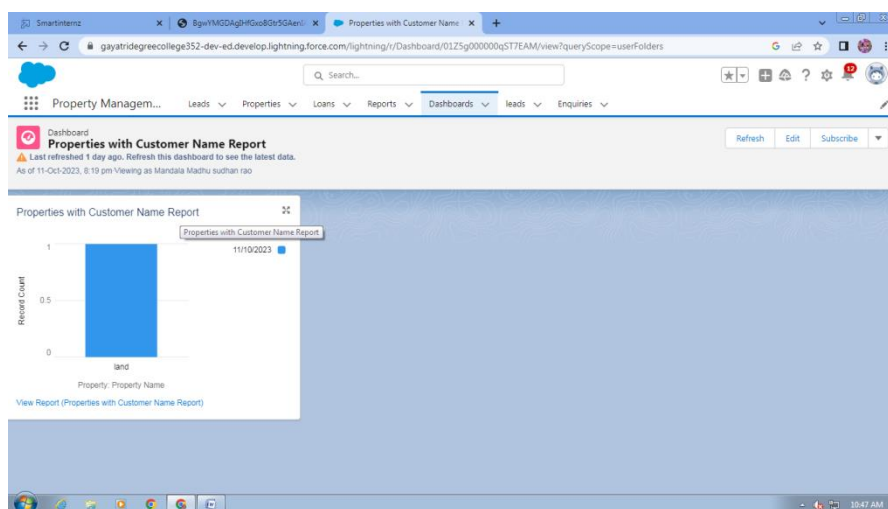 Smartinternz
BgwYMGDAgIHfGxo8Gtr5GAenl
Properties with Customer Name
gayatridegreecollege352-dev-ed.develop.lightning.force.com/lightning/r/Dashboard/01Z5g000000qST7EAM/view?queryScope=userFolders
Search...
12
Property Managem...
Leads
Properties
Loans
Reports
Dashboards
leads
Enquiries
Dashboard
Properties with Customer Name Report
Last refreshed 1 day ago. Refresh this dashboard to see the latest data.
As of 11-Oct-2023, 8:19 pm·Viewing as Mandala Madhu sudhan rao
Refresh
Edit
Subscribe
Properties with Customer Name Report
Properties with Customer Name Report
11/10/2023
1
0.5
0
Record Count
land
Property: Property Name
View Report (Properties with Customer Name Report)
10:47 AM